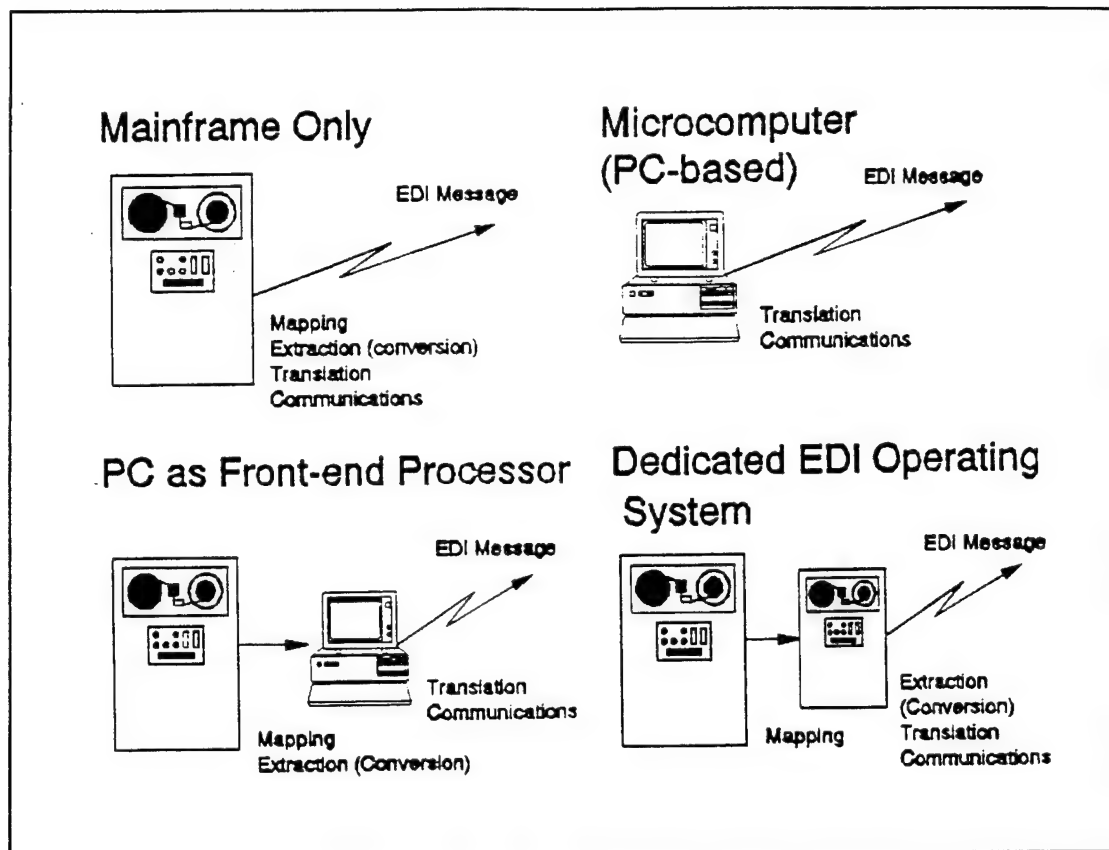 Mainframe Only
EDI Message
Mapping
Extraction (conversion)
Translation
Communications
Microcomputer
(PC-based)
EDI Message
Translation
Communications
PC as Front-end Processor
EDI Message
Translation
Communications
Mapping
Extraction (Conversion)
Dedicated EDI Operating
System
EDI Message
Mapping
Extraction
(Conversion)
Translation
Communications